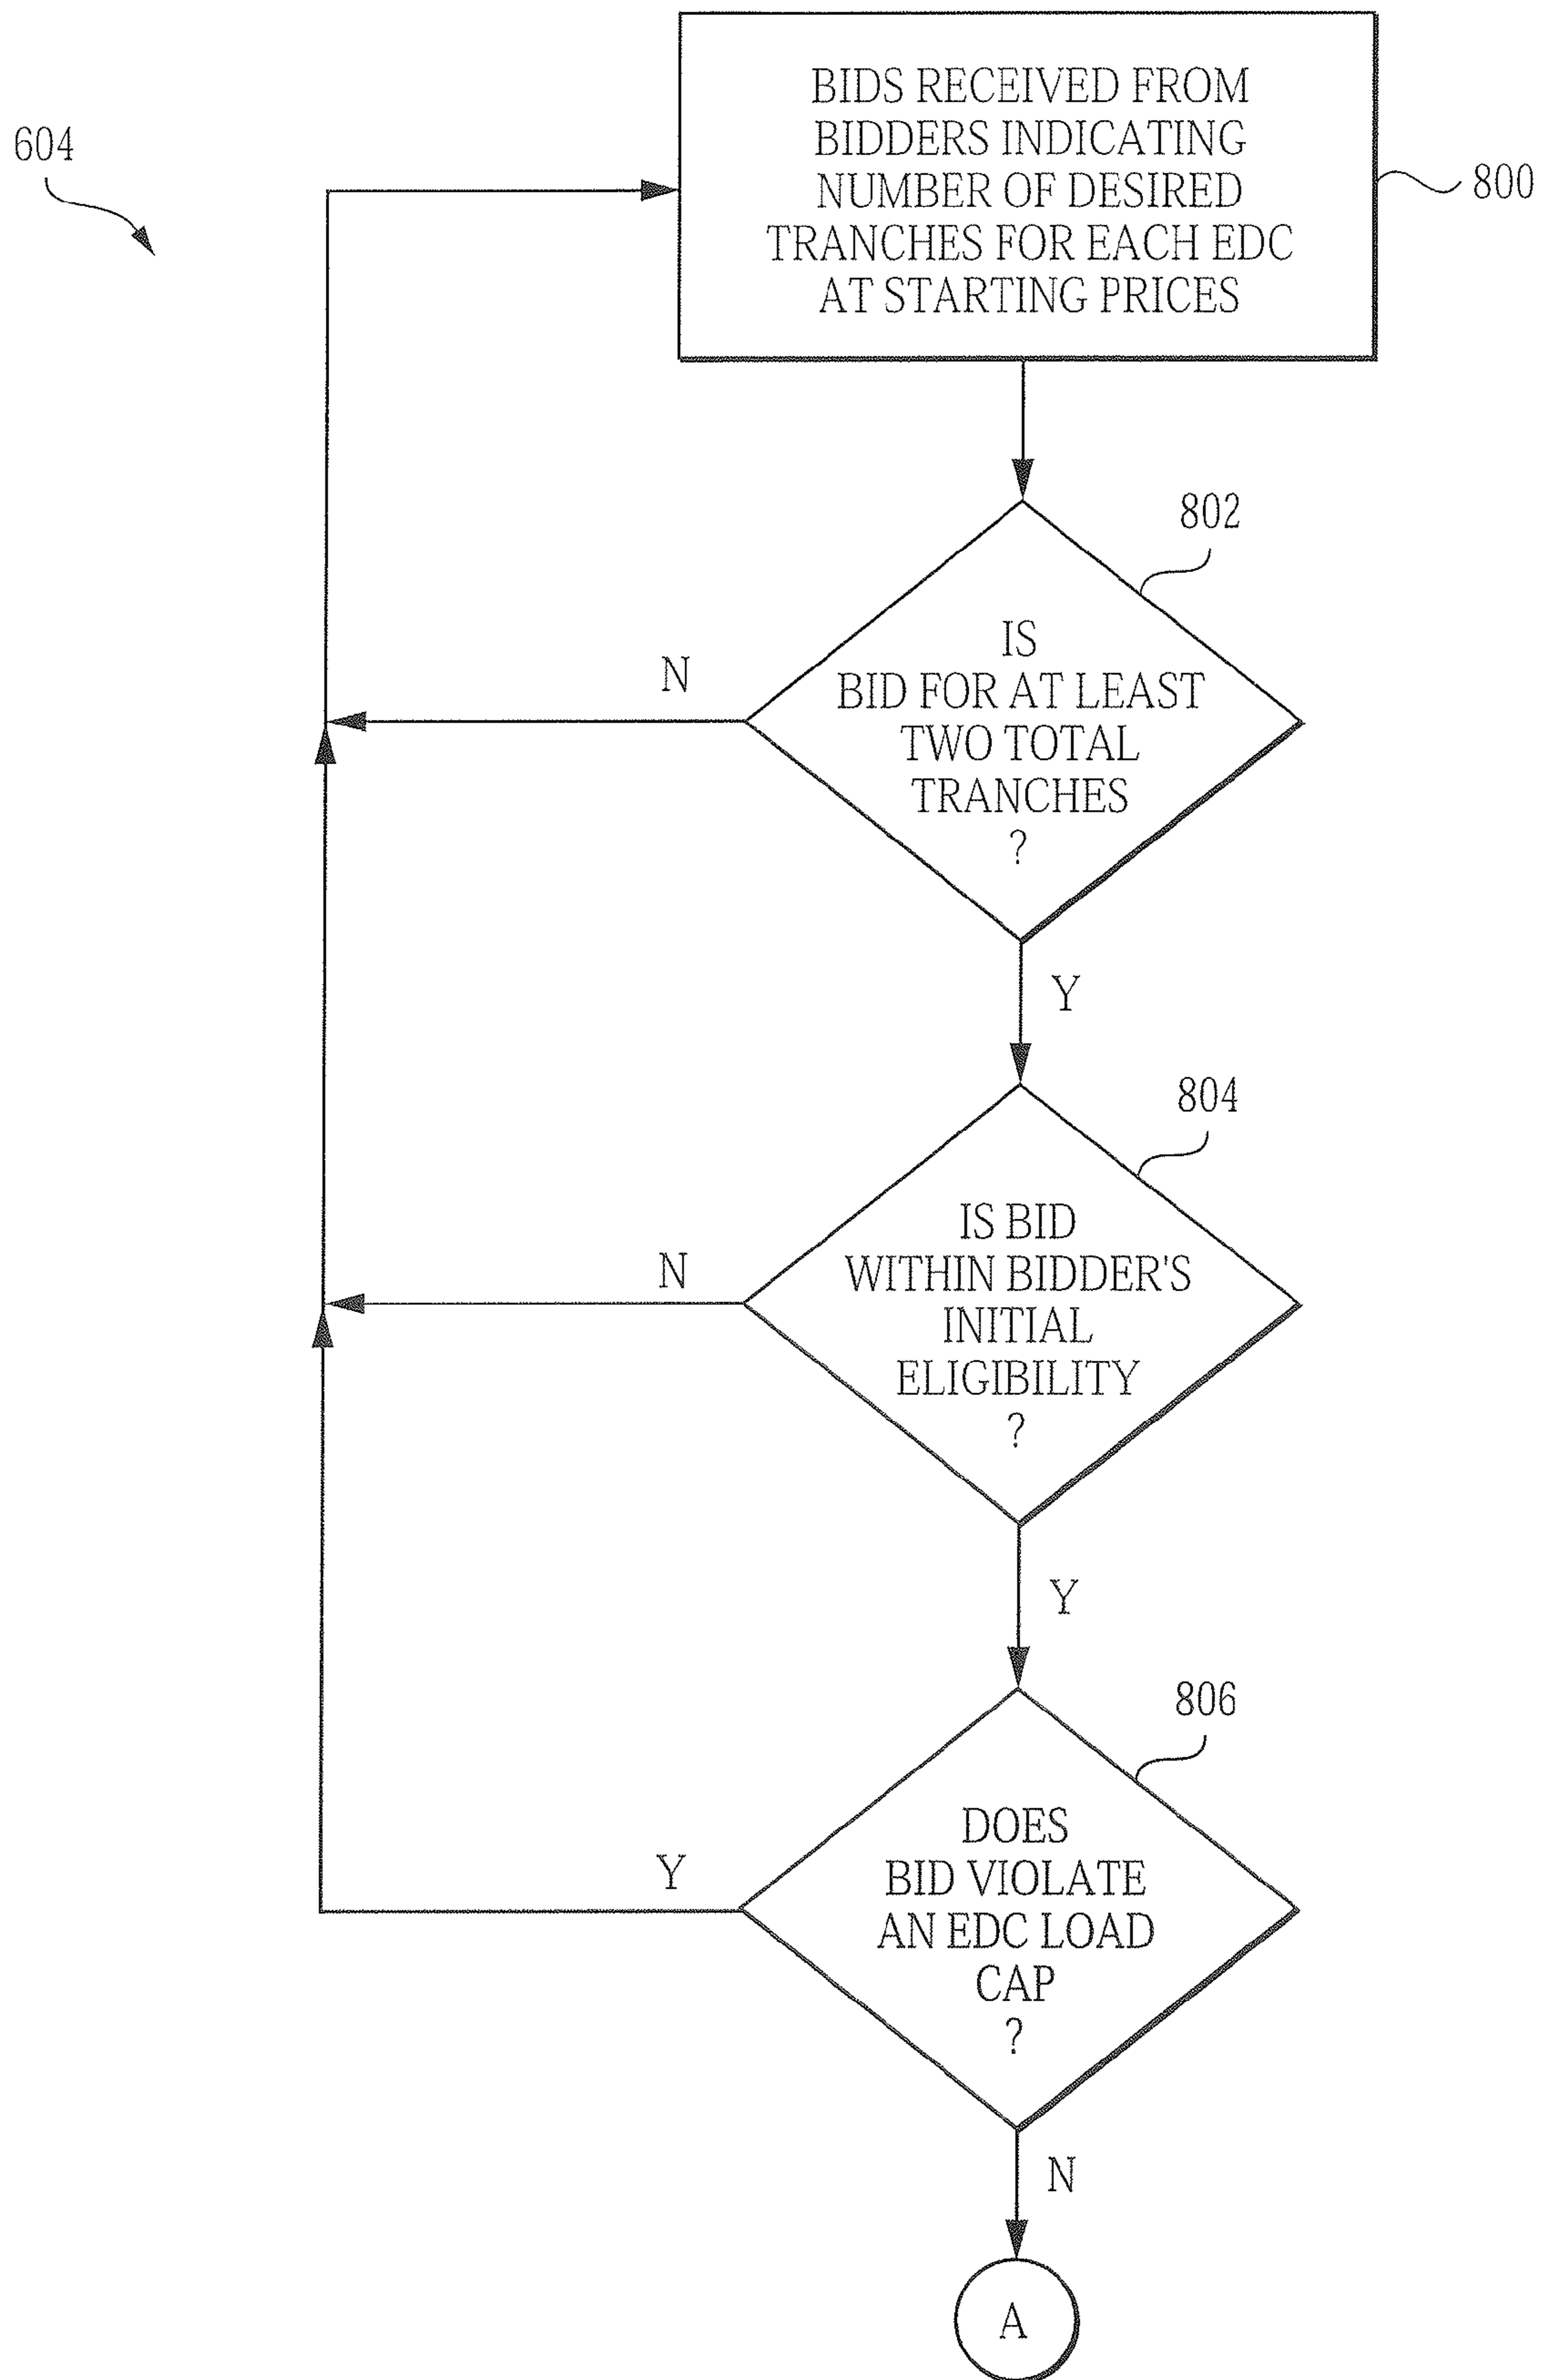 BIDS RECEIVED FROM
BIDDERS INDICATING
NUMBER OF DESIRED
TRANCHES FOR EACH EDC
AT STARTING PRICES
604
800
802
IS
BID FOR AT LEAST
TWO TOTAL
TRANCHES
?
N
Y
804
IS BID
WITHIN BIDDER'S
INITIAL
ELIGIBILITY
?
N
Y
806
DOES
BID VIOLATE
AN EDC LOAD
CAP
?
Y
N
A